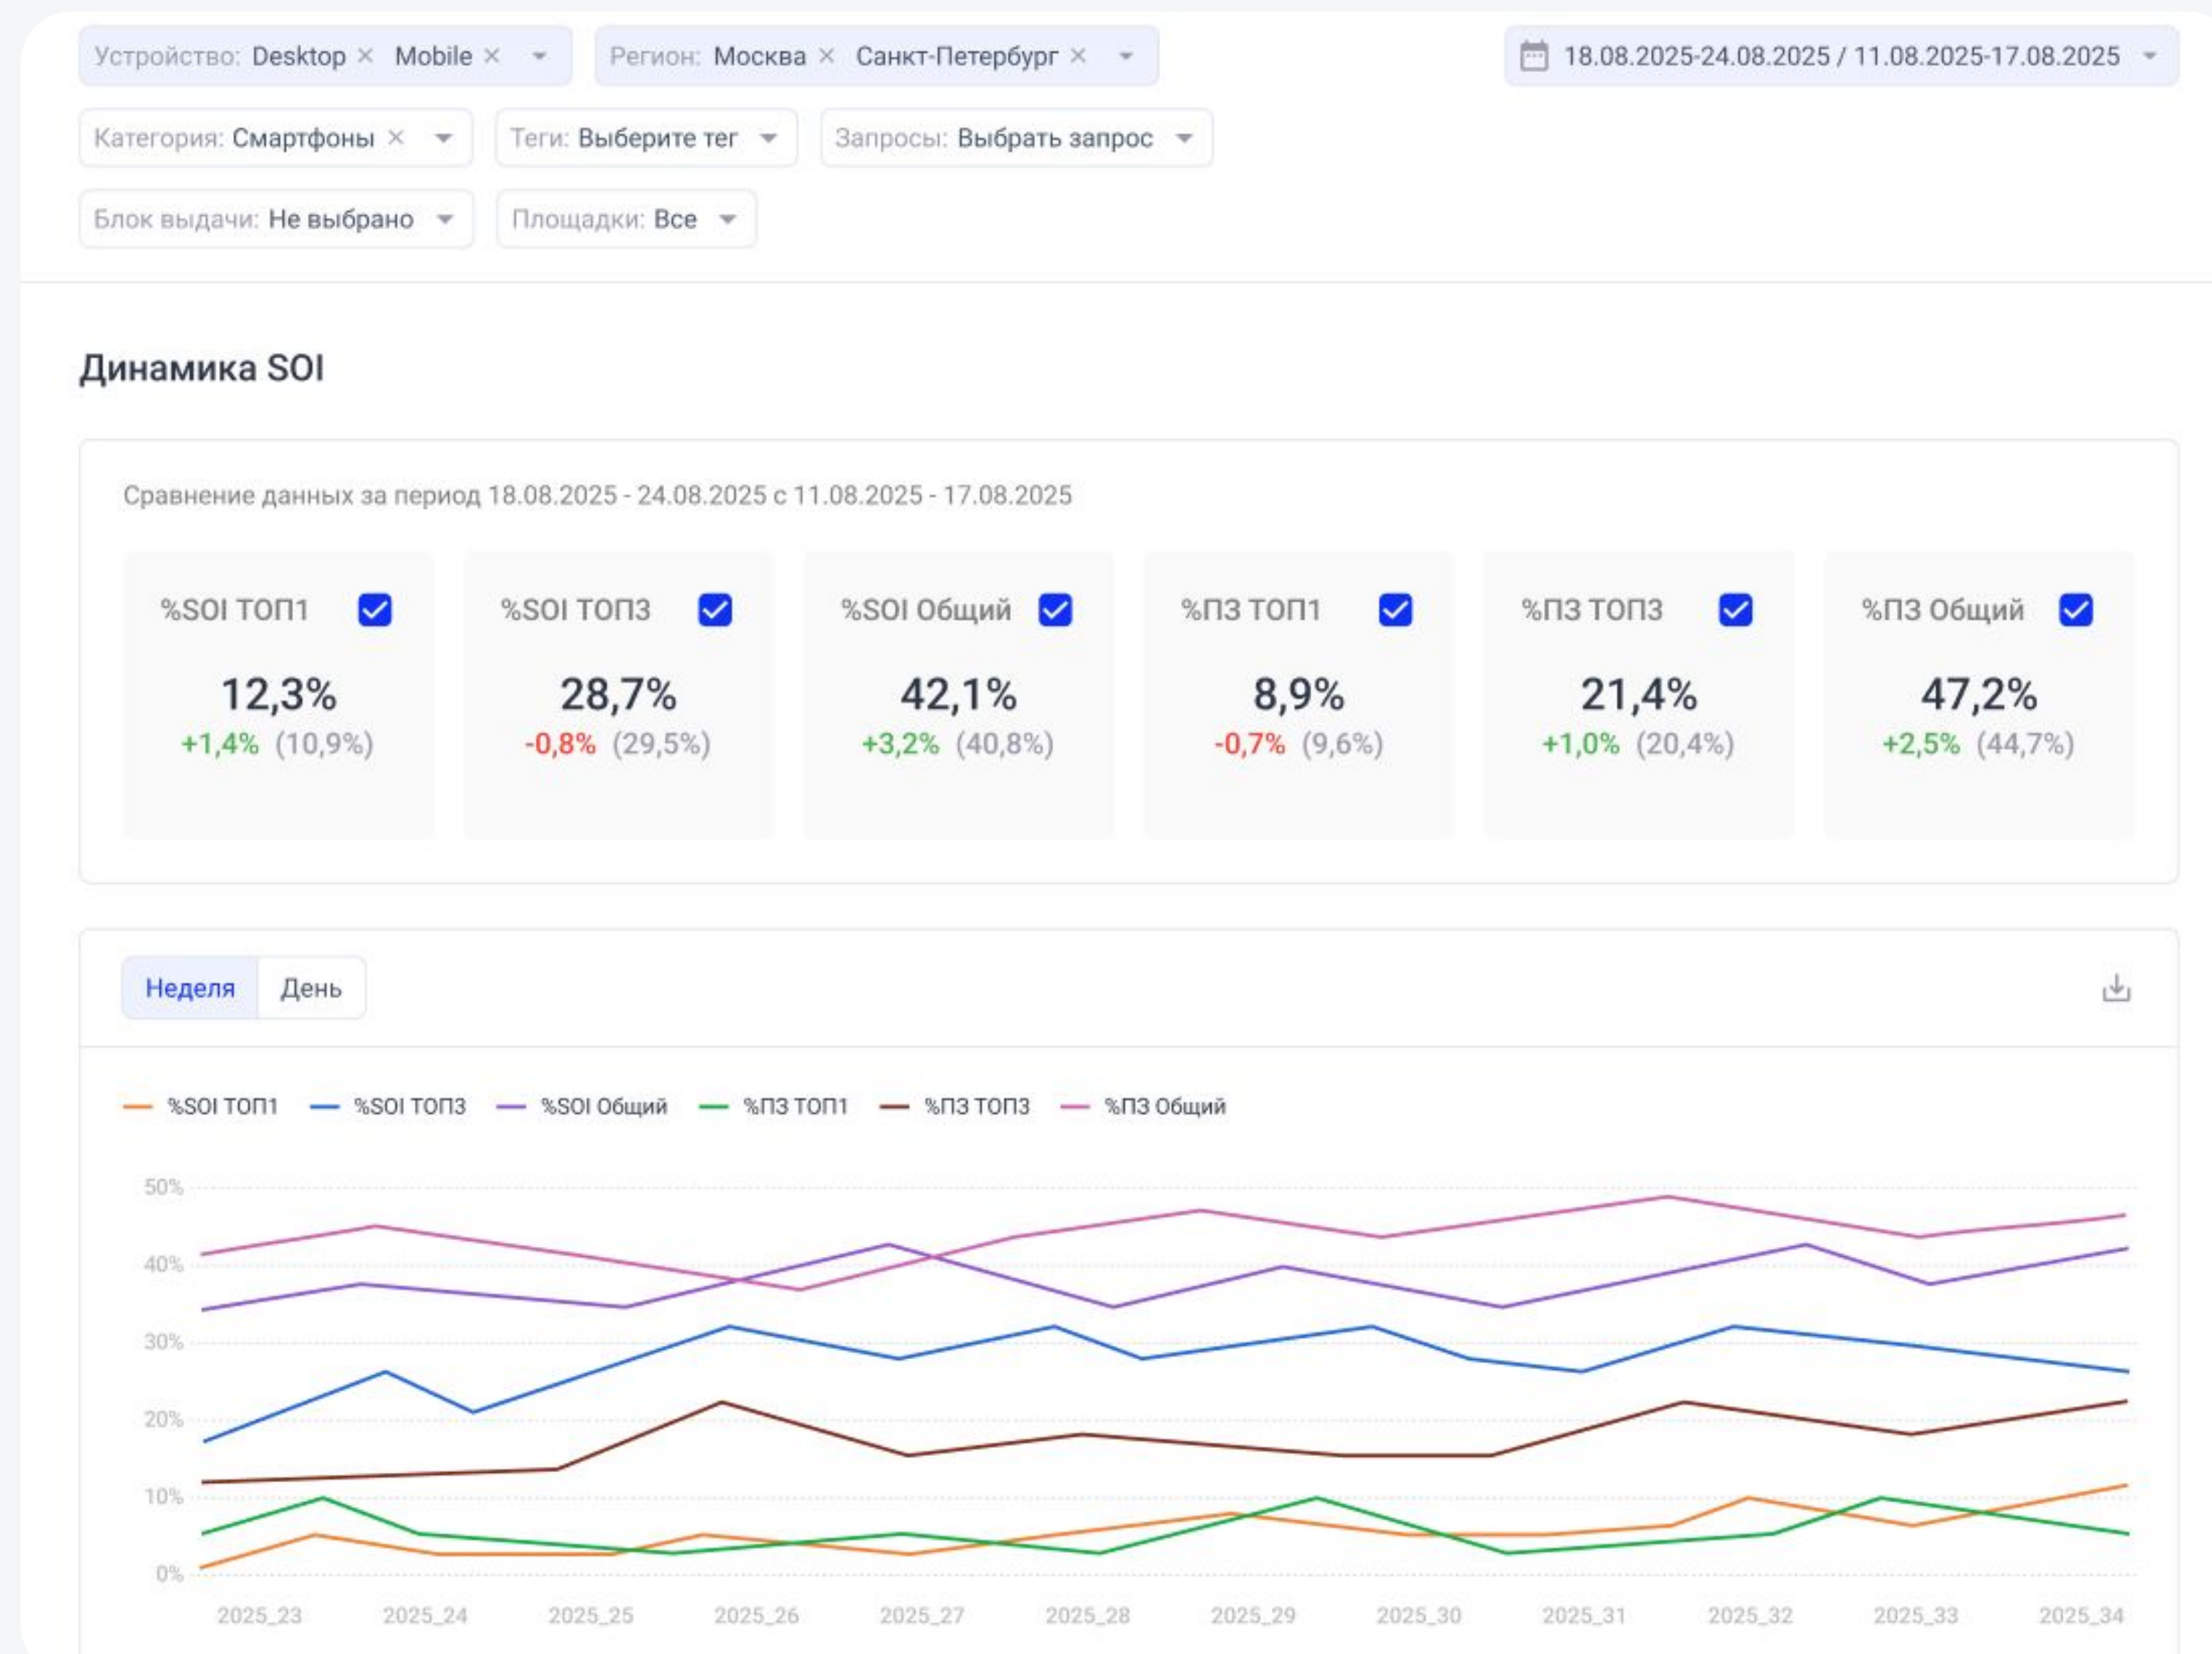 Устройство: Desktop × Mobile × Регион: Москва × Санкт-Петербург × 18.08.2025-24.08.2025 / 11.08.2025-17.08.2025
Категория: Смартфоны × Теги: Выберите тег Запросы: Выбрать запрос
Блок выдачи: Не выбрано Площадки: Все
Динамика SOI
Сравнение данных за период 18.08.2025 - 24.08.2025 с 11.08.2025 - 17.08.2025
%SOI ТОП1 %SOI ТОП3 %SOI Общий %ПЗ ТОП1 %ПЗ ТОП3 %ПЗ Общий
12,3% 28,7% 42,1% 8,9% 21,4% 47,2%
+1,4% (10,9%) -0,8% (29,5%) +3,2% (40,8%) -0,7% (9,6%) +1,0% (20,4%) +2,5% (44,7%)
Неделя День
%SOI ТОП1 %SOI ТОП3 %SOI Общий %ПЗ ТОП1 %ПЗ ТОП3 %ПЗ Общий
50%
40%
30%
20%
10%
0%
2025_23 2025_24 2025_25 2025_26 2025_27 2025_28 2025_29 2025_30 2025_31 2025_32 2025_33 2025_34